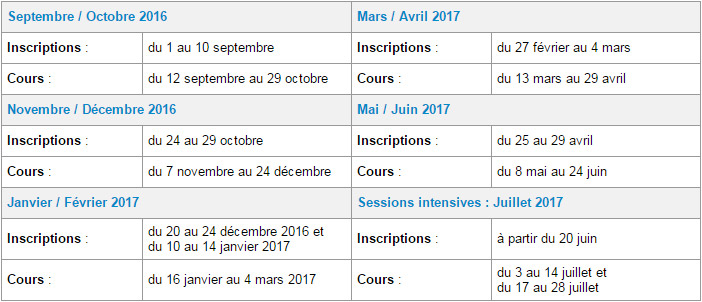 Septembre / Octobre 2016
Mars / Avril 2017
Inscriptions :
du 1 au 10 septembre
Inscriptions :
du 27 février au 4 mars
Cours :
du 12 septembre au 29 octobre
Cours :
du 13 mars au 29 avril
Novembre / Décembre 2016
Mai / Juin 2017
Inscriptions :
du 24 au 29 octobre
Inscriptions :
du 25 au 29 avril
Cours :
du 7 novembre au 24 décembre
Cours :
du 8 mai au 24 juin
Janvier / Février 2017
Sessions intensives : Juillet 2017
Inscriptions :
du 20 au 24 décembre 2016 et
du 10 au 14 janvier 2017
Inscriptions :
à partir du 20 juin
Cours :
du 16 janvier au 4 mars 2017
Cours :
du 3 au 14 juillet et
du 17 au 28 juillet